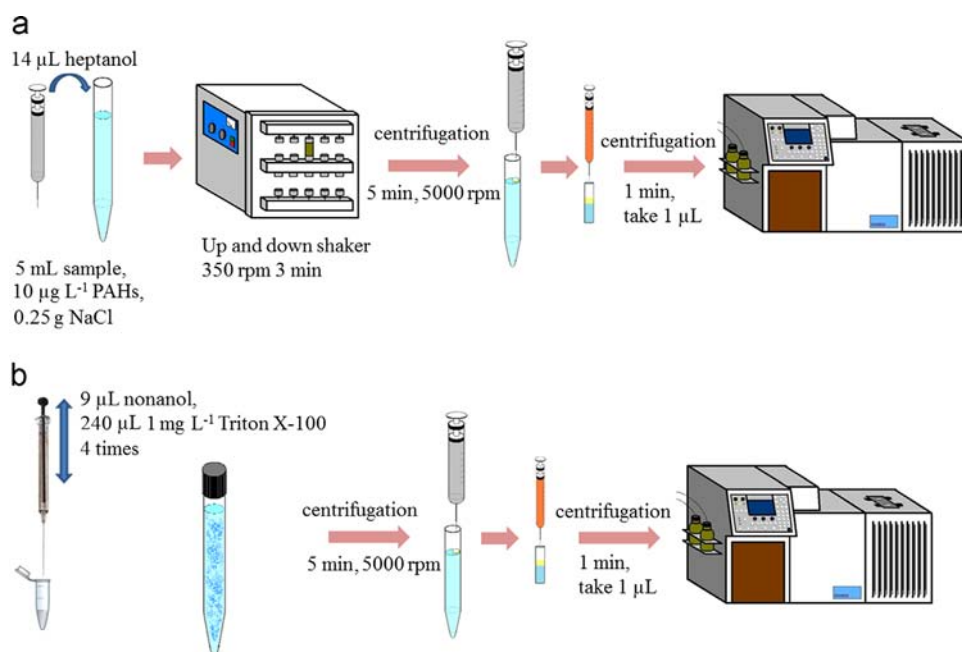 a
14 µL heptanol
5 mL sample,
10 µg L⁻¹ PAHs,
0.25 g NaCl
Up and down shaker
350 rpm 3 min
centrifugation
5 min, 5000 rpm
centrifugation
1 min,
take 1 µL
b
9 µL nonanol,
240 µL 1 mg L⁻¹ Triton X-100
4 times
centrifugation
5 min, 5000 rpm
centrifugation
1 min,
take 1 µL